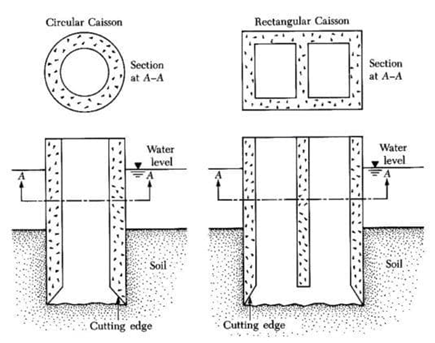 Circular Caisson
Section
at A–A
Water
level
A
A
Soil
Cutting edge
Rectangular Caisson
Section
at A–A
Water
level
A
A
Soil
Cutting edge